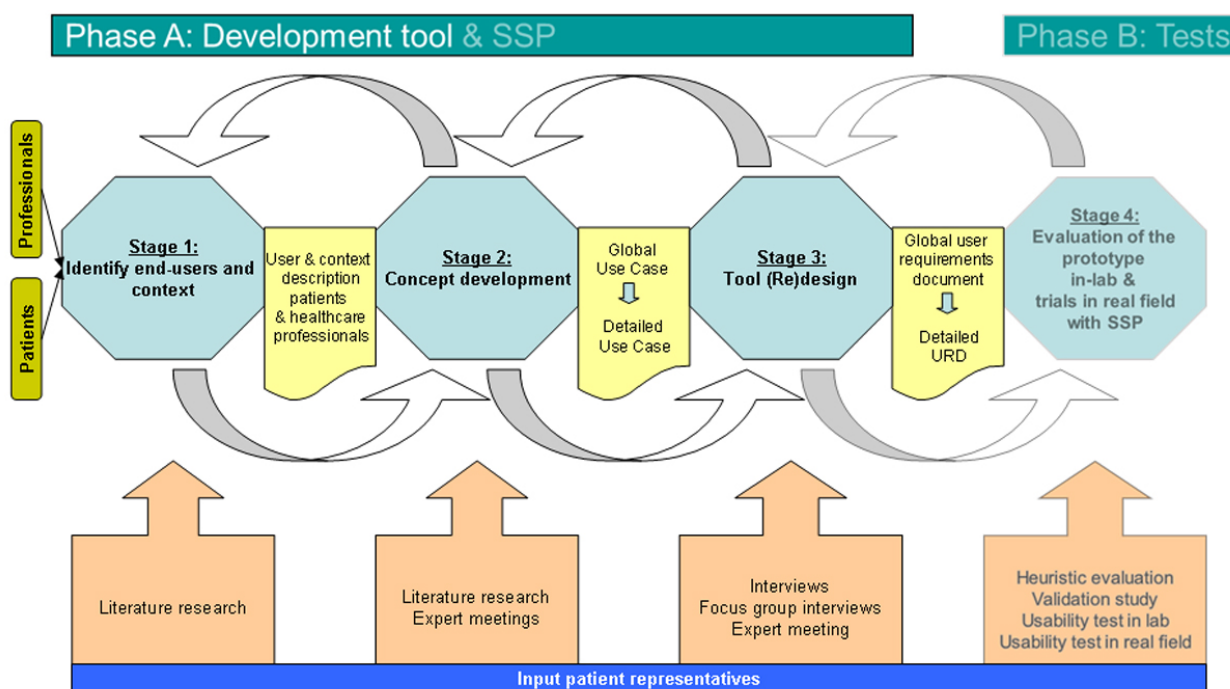 Phase A: Development tool & SSP
Phase B: Tests
Professionals
Patients
Stage 1:
Identify end-users and
context
User & context
description
patients
& healthcare
professionals
Stage 2:
Concept development
Global
Use Case
Detailed
Use Case
Stage 3:
Tool (Re)design
Global user
requirements
document
Detailed
URD
Stage 4:
Evaluation of the
prototype
in-lab &
trials in real field
with SSP
Literature research
Literature research
Expert meetings
Interviews
Focus group interviews
Expert meeting
Heuristic evaluation
Validation study
Usability test in lab
Usability test in real field
Input patient representatives